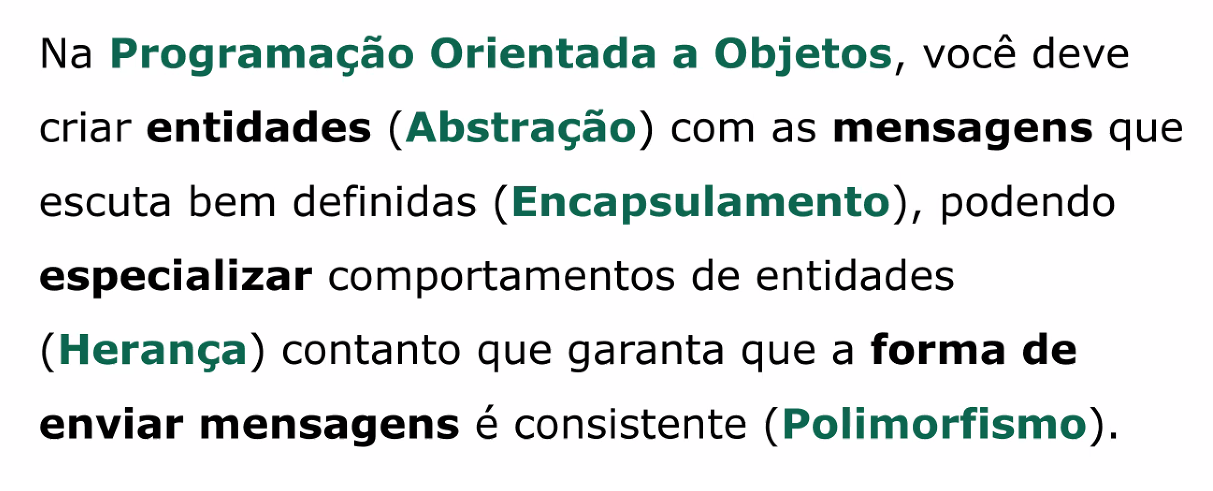 Na Programação Orientada a Objetos, você deve
criar entidades (Abstração) com as mensagens que
escuta bem definidas (Encapsulamento), podendo
especializar comportamentos de entidades
(Herança) contanto que garanta que a forma de
enviar mensagens é consistente (Polimorfismo).